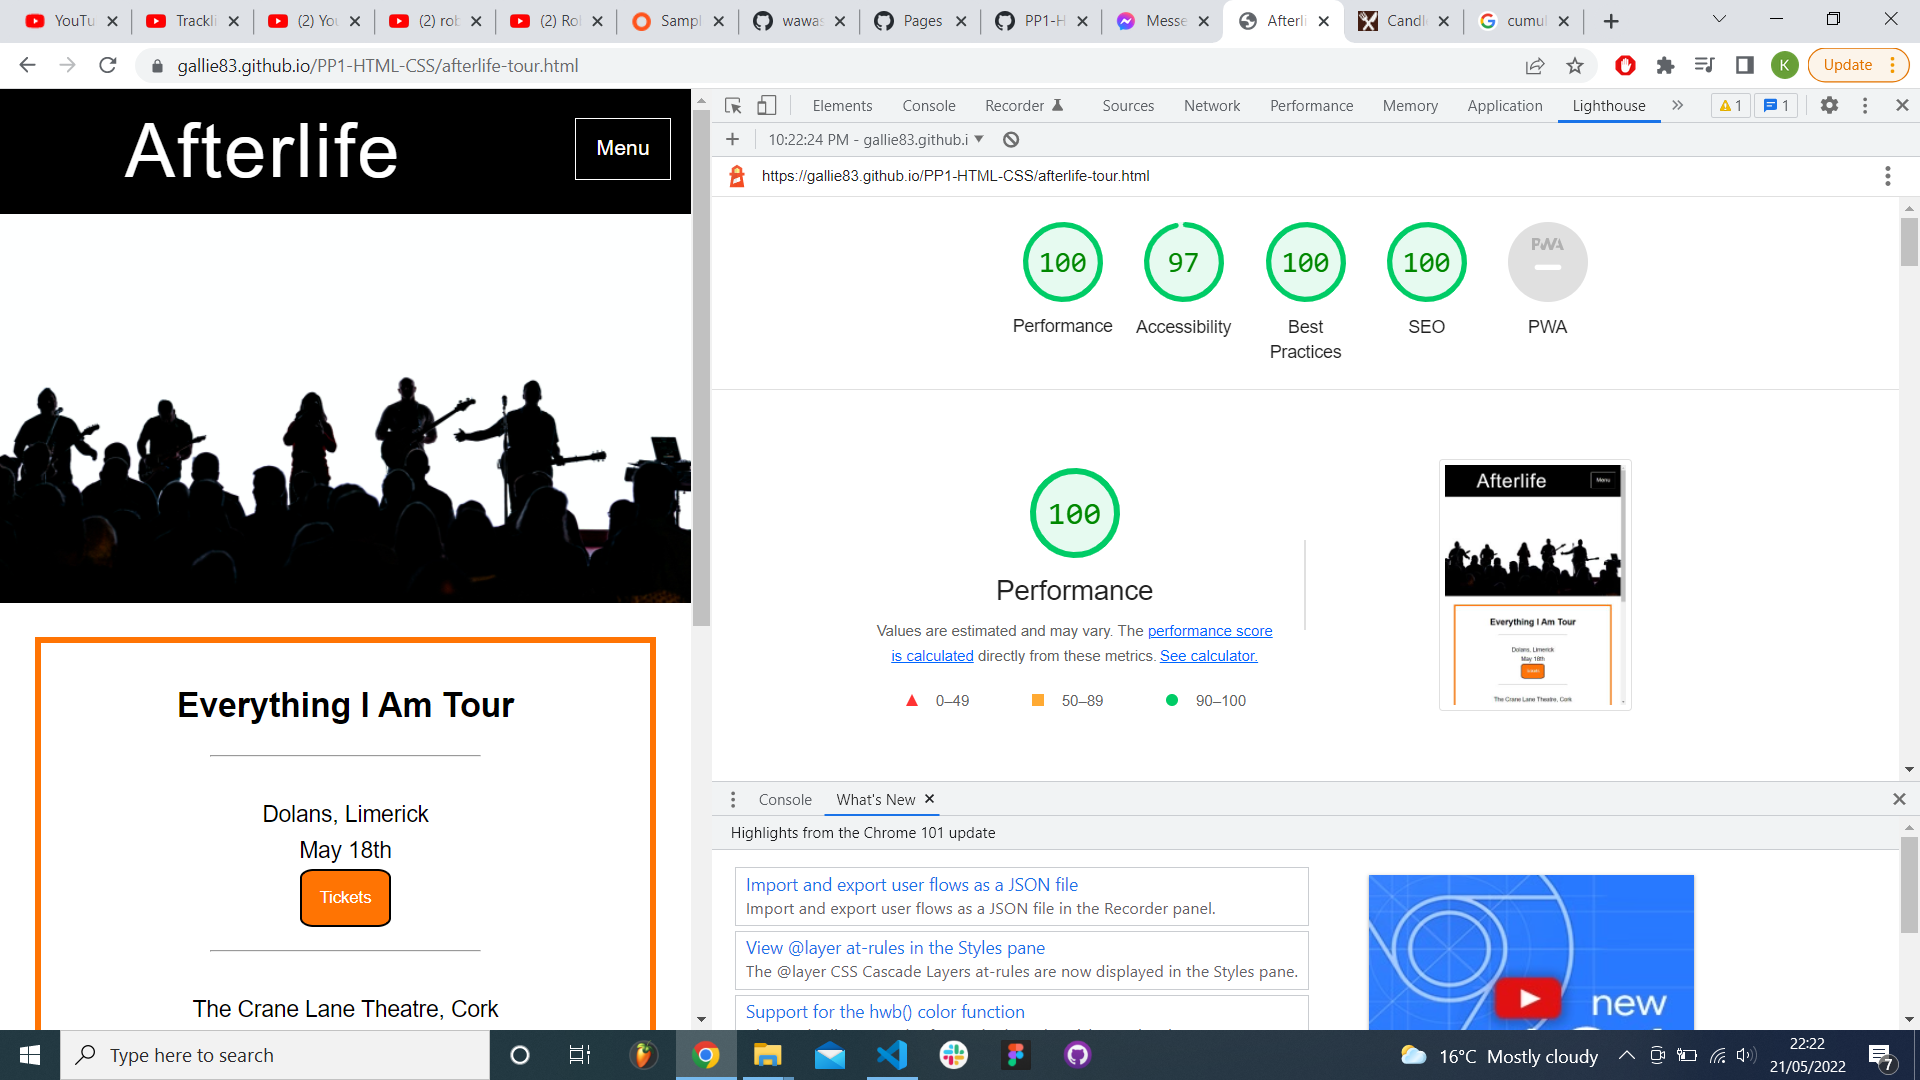 YouTu
Trackli
(2) You
(2) rob
(2) Rol
Sampl
wawas
Pages
PP1-H
Messe
Afterli
Candl
cumul
gallie83.github.io/PP1-HTML-CSS/afterlife-tour.html
K
Update
Afterlife
Menu
Everything I Am Tour
Dolans, Limerick
May 18th
Tickets
The Crane Lane Theatre, Cork
Elements Console Recorder Sources Network Performance Memory Application Lighthouse » 1 1
10:22:24 PM - gallie83.github.i
https://gallie83.github.io/PP1-HTML-CSS/afterlife-tour.html
100 97 100 100 PWA
Performance Accessibility Best Practices SEO PWA
100
Performance
Values are estimated and may vary. The performance score
is calculated directly from these metrics. See calculator.
0–49 50–89 90–100
Afterlife Menu
Everything I Am Tour
Dolans, Limerick
May 18th
The Crane Lane Theatre, Cork
Console What's New
Highlights from the Chrome 101 update
Import and export user flows as a JSON file
Import and export user flows as a JSON file in the Recorder panel.
View @layer at-rules in the Styles pane
The @layer CSS Cascade Layers at-rules are now displayed in the Styles pane.
Support for the hwb() color function
new
Type here to search
16°C Mostly cloudy
22:22
21/05/2022
7